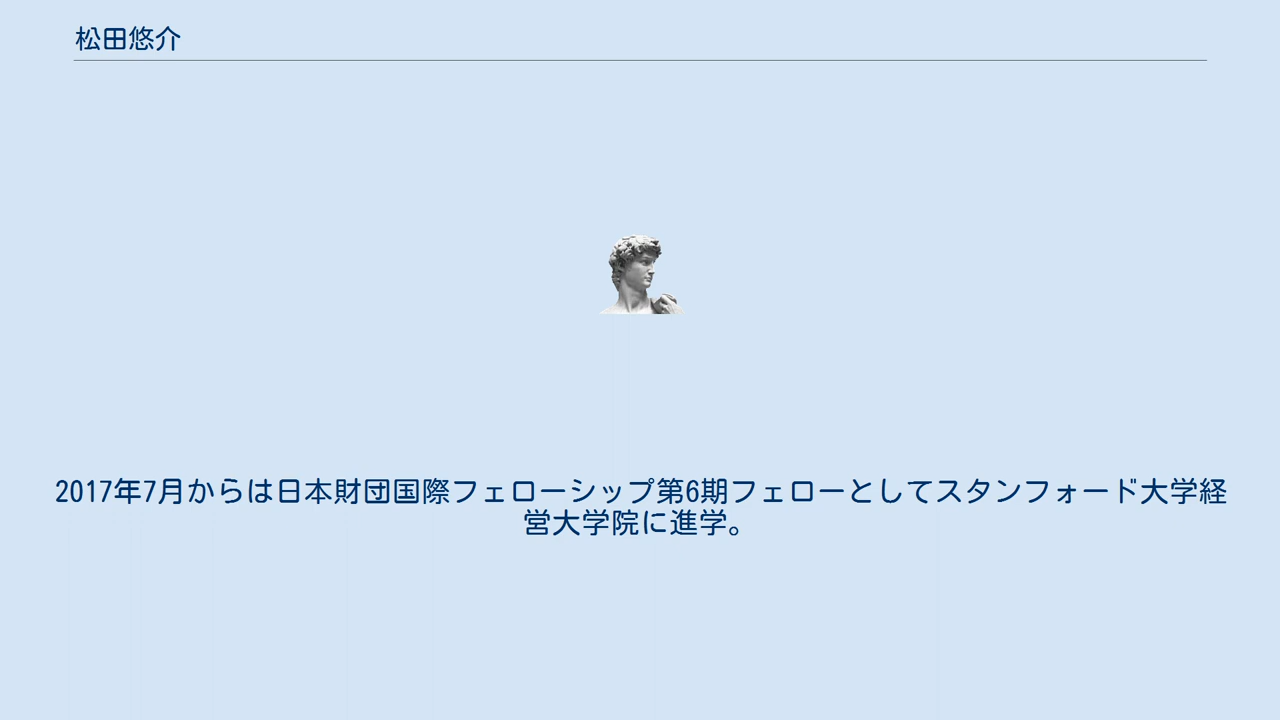 松田悠介
2017年7月からは日本財団国際フェローシップ第6期フェローとしてスタンフォード大学経
営大学院に進学。